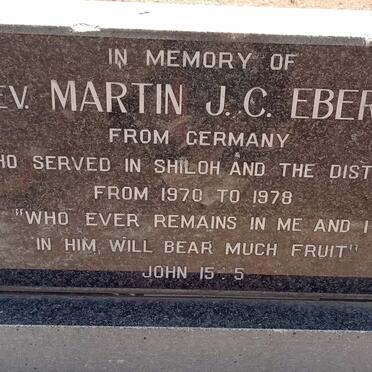 IN MEMORY OF
EV. MARTIN J. C. EBER
FROM GERMANY
HO SERVED IN SHILOH AND THE DIST
FROM 1970 TO 1978
"WHO EVER REMAINS IN ME AND I
IN HIM, WILL BEAR MUCH FRUIT"
JOHN 15-5